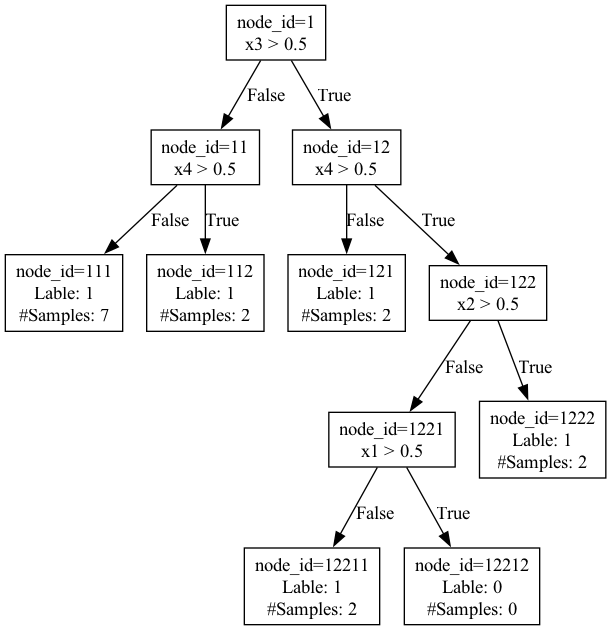 node_id=1
x3 > 0.5
False
True
node_id=11
x4 > 0.5
node_id=12
x4 > 0.5
False
True
False
True
node_id=111
Lable: 1
#Samples: 7
node_id=112
Lable: 1
#Samples: 2
node_id=121
Lable: 1
#Samples: 2
node_id=122
x2 > 0.5
False
True
node_id=1221
x1 > 0.5
node_id=1222
Lable: 1
#Samples: 2
False
True
node_id=12211
Lable: 1
#Samples: 2
node_id=12212
Lable: 0
#Samples: 0